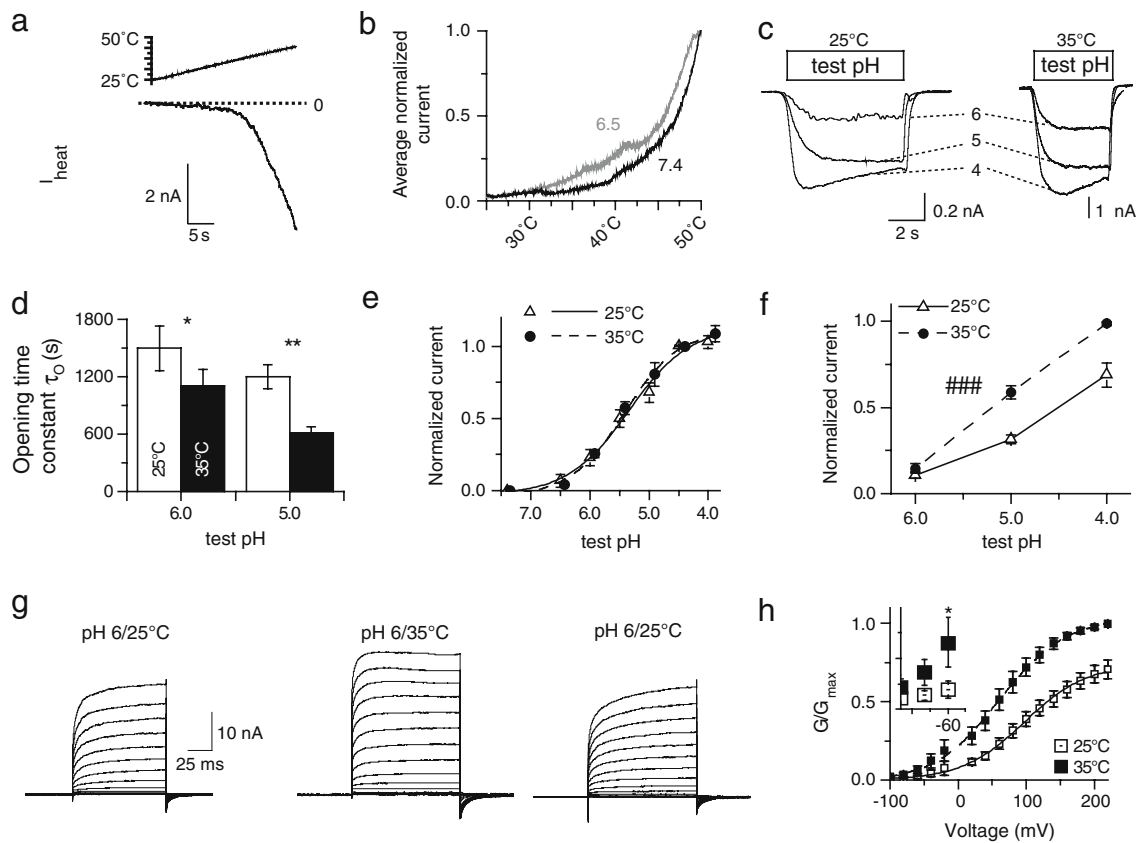 a
50°C
25°C
0
I heat
2 nA
5 s
b
Average normalized
current
1.0
0.5
0.0
6.5
7.4
30°C
40°C
50°C
c
25°C
35°C
test pH
test pH
6
5
4
0.2 nA
2 s
1 nA
d
Opening time
constant τO (s)
1800
1200
600
0
*
**
25°C
35°C
6.0
5.0
test pH
e
Normalized current
1.0
0.5
0.0
25°C
35°C
7.0
6.0
5.0
4.0
test pH
f
Normalized current
1.0
0.5
0.0
25°C
35°C
###
6.0
5.0
4.0
test pH
g
pH 6/25°C
pH 6/35°C
pH 6/25°C
10 nA
25 ms
h
G/Gmax
1.0
0.5
0.0
*
-60
25°C
35°C
-100
0
100
200
Voltage (mV)